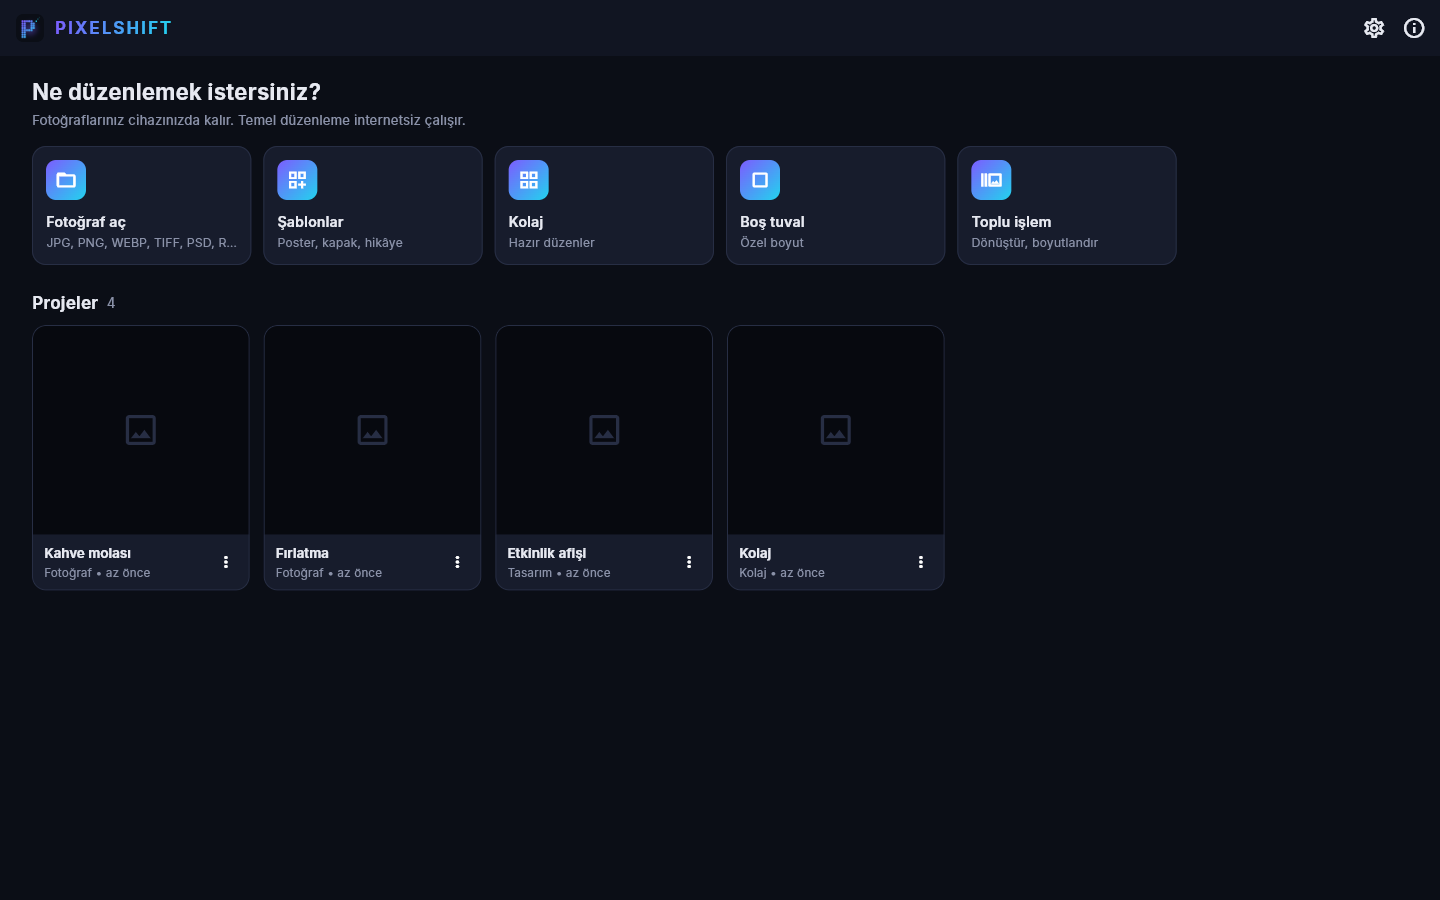 PIXELSHIFT
Ne düzenlemek istersiniz?
Fotoğraflarınız cihazınızda kalır. Temel düzenleme internetsiz çalışır.
Fotoğraf aç
JPG, PNG, WEBP, TIFF, PSD, R...
Şablonlar
Poster, kapak, hikâye
Kolaj
Hazır düzenler
Boş tuval
Özel boyut
Toplu işlem
Dönüştür, boyutlandır
Projeler 4
Kahve molası
Fotoğraf • az önce
Fırlatma
Fotoğraf • az önce
Etkinlik afişi
Tasarım • az önce
Kolaj
Kolaj • az önce